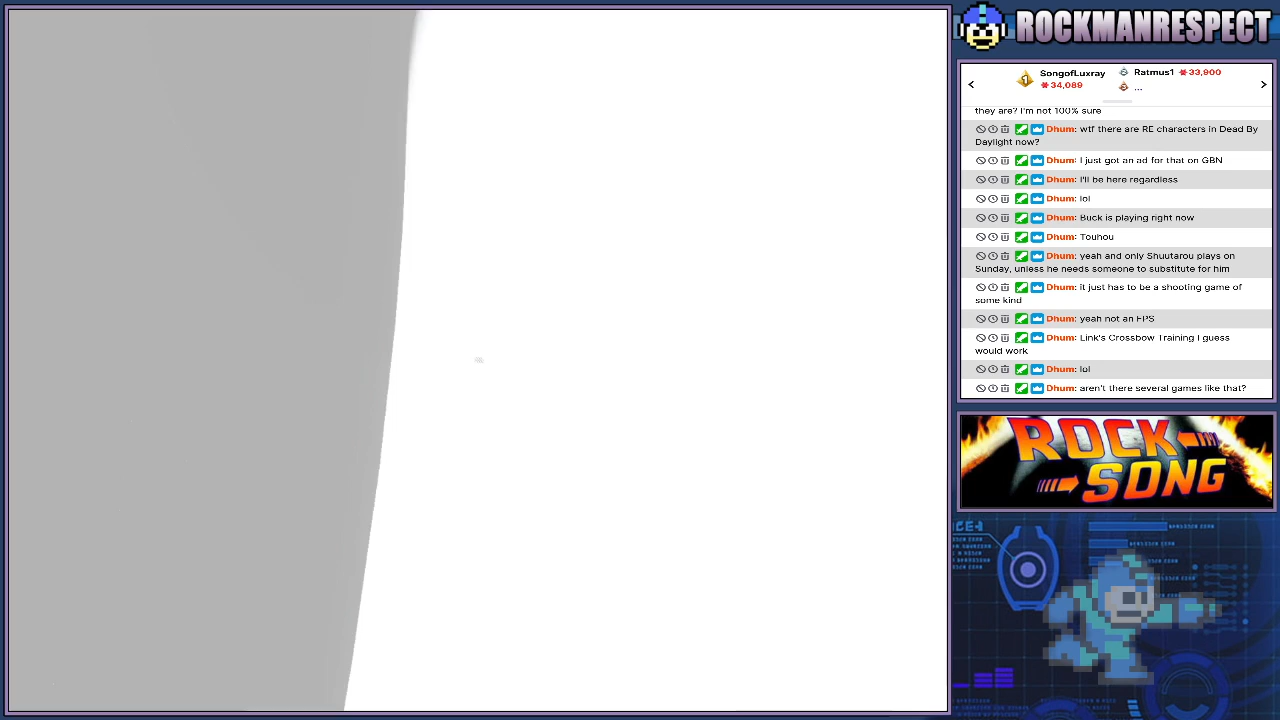 ROCKMANRESPECT
SongofLuxray
34,089
Ratmus1 33,900
...
they are? I'm not 100% sure
Dhum: wtf there are RE characters in Dead By
Daylight now?
Dhum: I just got an ad for that on GBN
Dhum: I'll be here regardless
Dhum: lol
Dhum: Buck is playing right now
Dhum: Touhou
Dhum: yeah and only Shuutarou plays on
Sunday, unless he needs someone to substitute for him
Dhum: it just has to be a shooting game of
some kind
Dhum: yeah not an FPS
Dhum: Link's Crossbow Training I guess
would work
Dhum: lol
Dhum: aren't there several games like that?
ROCK
SONG